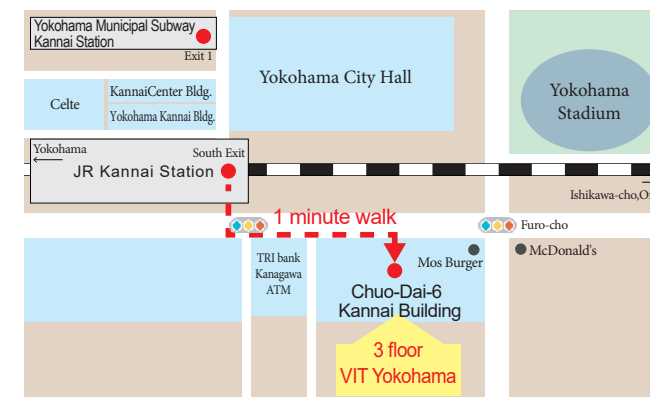 Yokohama Municipal Subway
Kannai Station
Exit 1
Yokohama City Hall
Yokohama
Stadium
Celte
KannaiCenter Bldg.
Yokohama Kannai Bldg.
Yokohama
←
South Exit
JR Kannai Station
Ishikawa-cho,O
1 minute walk
Furo-cho
TRI bank
Kanagawa
ATM
Mos Burger
McDonald's
Chuo-Dai-6
Kannai Building
3 floor
VIT Yokohama